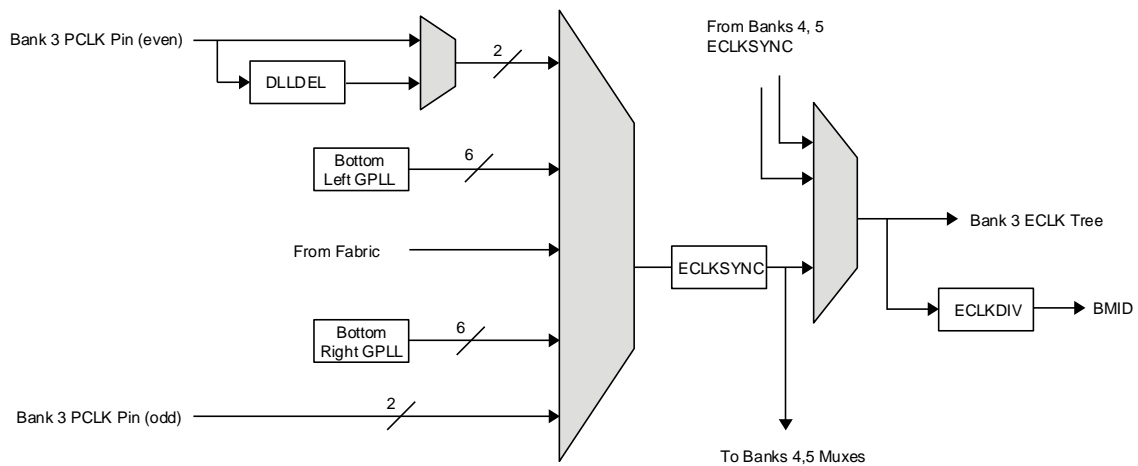 From Banks 4, 5
ECLKSYNC
Bank 3 PCLK Pin (even)
2
DLLDEL
6
Bottom
Left GPLL
From Fabric
ECLKSYNC
Bank 3 ECLK Tree
ECLKDIV
BMID
6
Bottom
Right GPLL
2
Bank 3 PCLK Pin (odd)
To Banks 4,5 Muxes